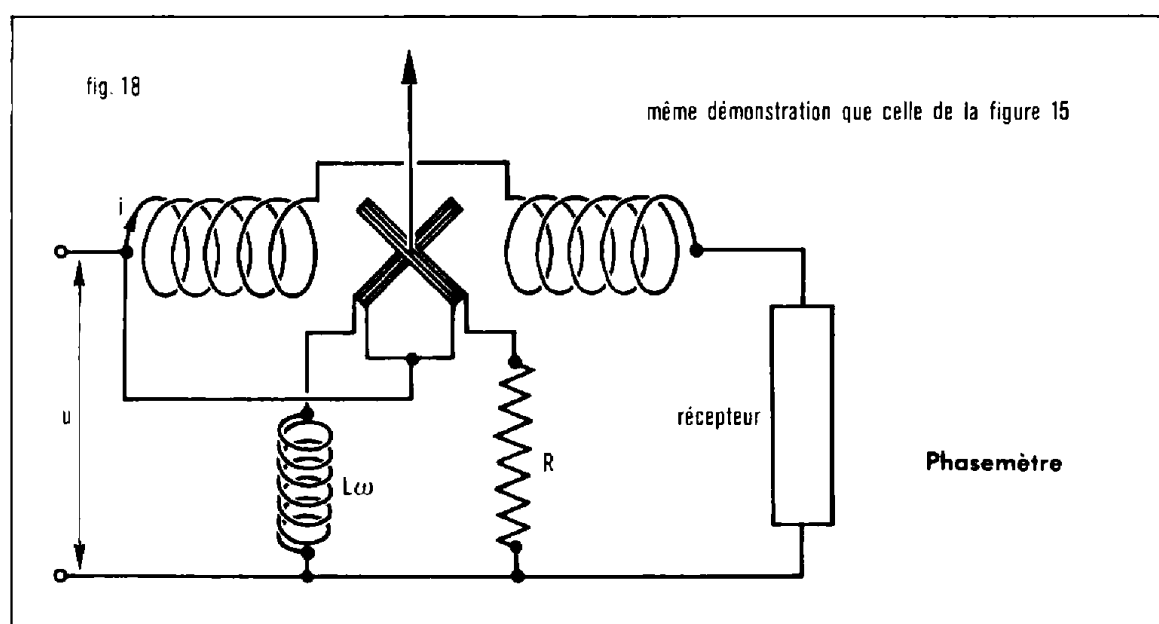 fig. 18
même démonstration que celle de la figure 15
i
u
Lω
R
récepteur
Phasemètre